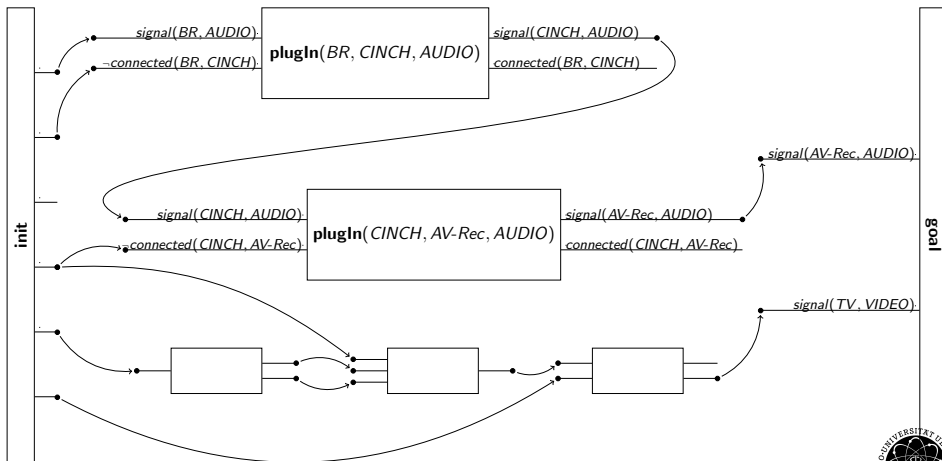 signal(BR, AUDIO)
¬connected(BR, CINCH)
plugIn(BR, CINCH, AUDIO)
signal(CINCH, AUDIO)
connected(BR, CINCH)
init
signal(CINCH, AUDIO)
¬connected(CINCH, AV-Rec)
plugIn(CINCH, AV-Rec, AUDIO)
signal(AV-Rec, AUDIO)
connected(CINCH, AV-Rec)
signal(AV-Rec, AUDIO)
signal(TV, VIDEO)
goal